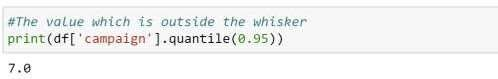 #The value which is outside the whisker
print(df['campaign'].quantile(0.95))
7.0